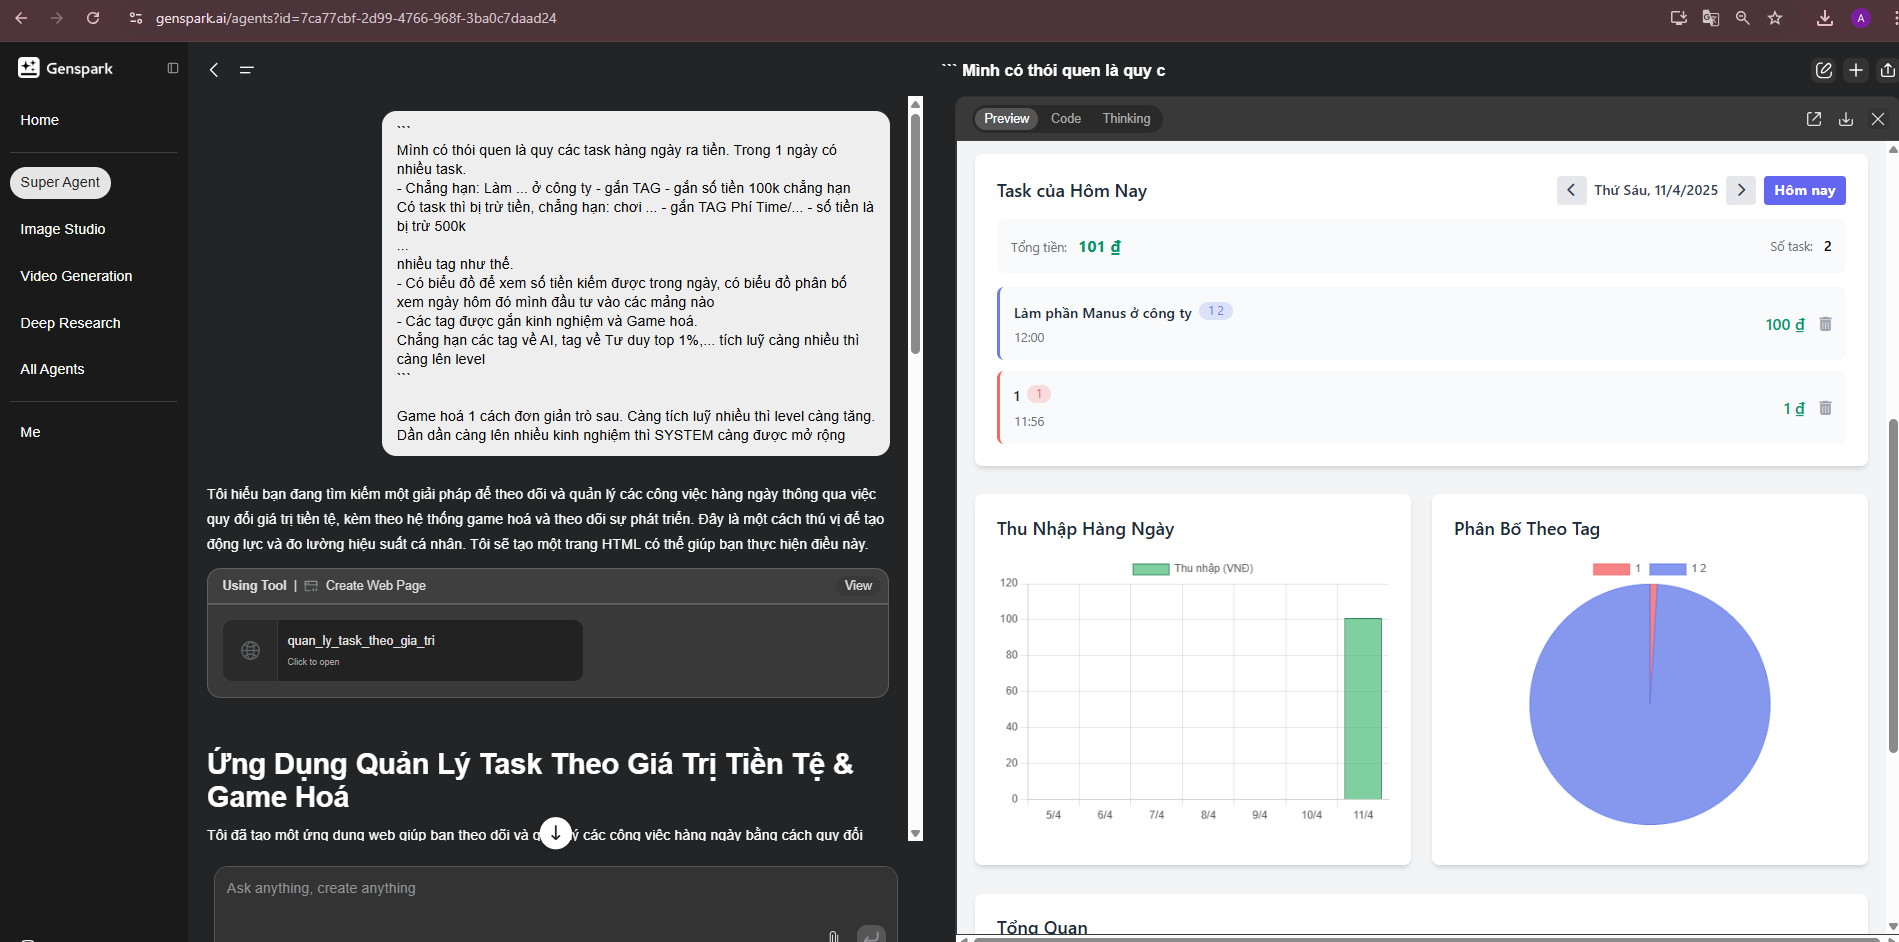 genspark.ai/agents?id=7ca77cbf-2d99-4766-968f-3ba0c7daad24
A
Genspark
Home
Super Agent
Image Studio
Video Generation
Deep Research
All Agents
Me
```
Mình có thói quen là quy các task hàng ngày ra tiền. Trong 1 ngày có
nhiều task.
- Chẳng hạn: Làm ... ở công ty - gắn TAG - gắn số tiền 100k chẳng hạn
Có task thì bị trừ tiền, chẳng hạn: chơi ... - gắn TAG Phí Time/... - số tiền là
bị trừ 500k
...
nhiều tag như thế.
- Có biểu đồ để xem số tiền kiếm được trong ngày, có biểu đồ phân bố
xem ngày hôm đó mình đầu tư vào các mảng nào
- Các tag được gắn kinh nghiệm và Game hoá.
Chẳng hạn các tag về AI, tag về Tư duy top 1%,... tích luỹ càng nhiều thì
càng lên level
```
Game hoá 1 cách đơn giản trò sau. Càng tích luỹ nhiều thì level càng tăng.
Dần dần càng lên nhiều kinh nghiệm thì SYSTEM càng được mở rộng
Tôi hiểu bạn đang tìm kiếm một giải pháp để theo dõi và quản lý các công việc hàng ngày thông qua việc
quy đổi giá trị tiền tệ, kèm theo hệ thống game hoá và theo dõi sự phát triển. Đây là một cách thú vị để tạo
động lực và đo lường hiệu suất cá nhân. Tôi sẽ tạo một trang HTML có thể giúp bạn thực hiện điều này.
Using Tool | Create Web Page
View
quan_ly_task_theo_gia_tri
Click to open
Ứng Dụng Quản Lý Task Theo Giá Trị Tiền Tệ &
Game Hoá
Tôi đã tạo một ứng dụng web giúp bạn theo dõi và q ý các công việc hàng ngày bằng cách quy đổi
Ask anything, create anything
``` Mình có thói quen là quy c
Preview Code Thinking
Task của Hôm Nay
Thứ Sáu, 11/4/2025
Hôm nay
Tổng tiền: 101 ₫
Số task: 2
Làm phần Manus ở công ty 1 2
12:00
100 ₫
1 1
11:56
1 ₫
Thu Nhập Hàng Ngày
Thu nhập (VNĐ)
120
100
80
60
40
20
0
5/4 6/4 7/4 8/4 9/4 10/4 11/4
Phân Bố Theo Tag
1 1 2
Tổng Quan